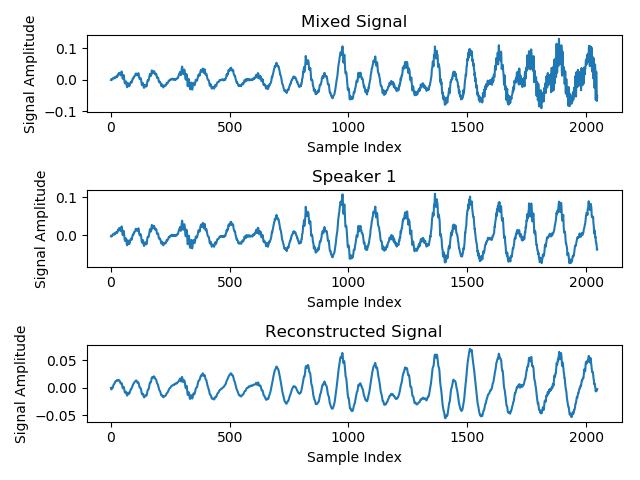 Mixed Signal
Signal Amplitude
0.1
0.0
−0.1
0 500 1000 1500 2000
Sample Index
Speaker 1
Signal Amplitude
0.1
0.0
0 500 1000 1500 2000
Sample Index
Reconstructed Signal
Signal Amplitude
0.05
0.00
−0.05
0 500 1000 1500 2000
Sample Index